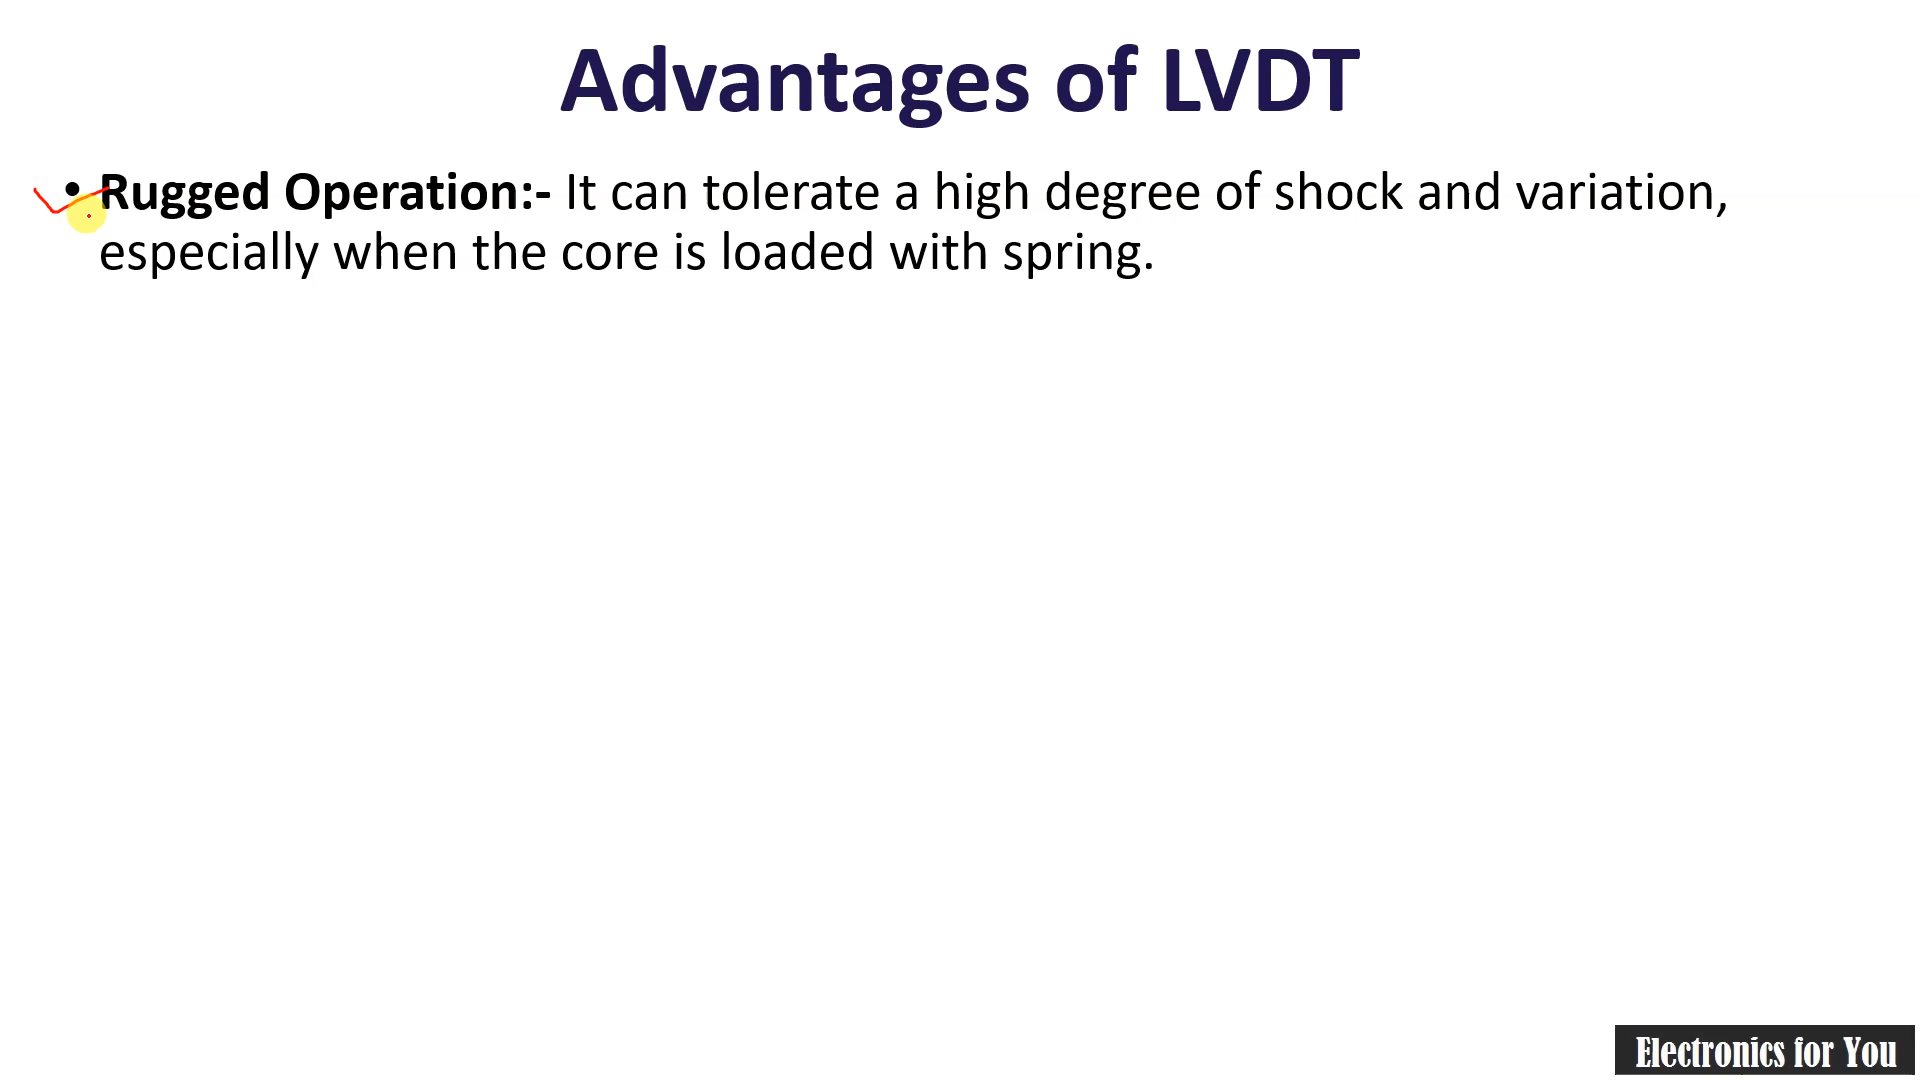 Advantages of LVDT
• Rugged Operation:- It can tolerate a high degree of shock and variation,
especially when the core is loaded with spring.
Electronics for You